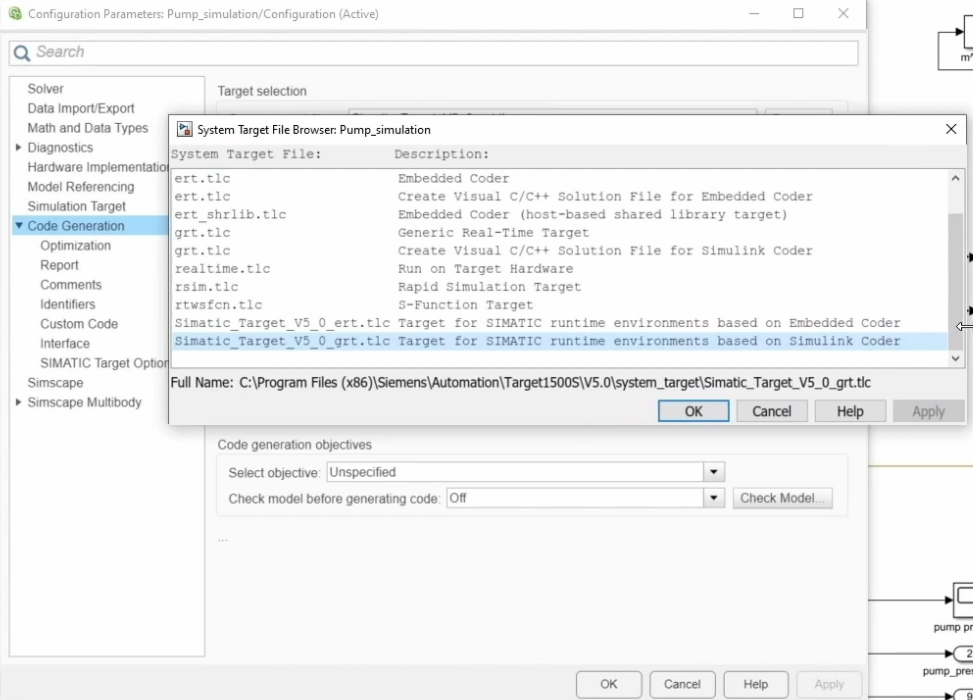 Configuration Parameters: Pump_simulation/Configuration (Active)
Search
Solver
Data Import/Export
Math and Data Types
Diagnostics
Hardware Implementation
Model Referencing
Simulation Target
Code Generation
Optimization
Report
Comments
Identifiers
Custom Code
Interface
SIMATIC Target Option
Simscape
Simscape Multibody
Target selection
System Target File Browser: Pump_simulation
System Target File: Description:
ert.tlc Embedded Coder
ert.tlc Create Visual C/C++ Solution File for Embedded Coder
ert_shrlib.tlc Embedded Coder (host-based shared library target)
grt.tlc Generic Real-Time Target
grt.tlc Create Visual C/C++ Solution File for Simulink Coder
realtime.tlc Run on Target Hardware
rsim.tlc Rapid Simulation Target
rtwsfcn.tlc S-Function Target
Simatic_Target_V5_0_ert.tlc Target for SIMATIC runtime environments based on Embedded Coder
Simatic_Target_V5_0_grt.tlc Target for SIMATIC runtime environments based on Simulink Coder
Full Name: C:\Program Files (x86)\Siemens\Automation\Target1500S\V5.0\system_target\Simatic_Target_V5_0_grt.tlc
OK Cancel Help Apply
Code generation objectives
Select objective: Unspecified
Check model before generating code: Off Check Model...
...
OK Cancel Help Apply
m^
pump pr
2
pump_pres
9